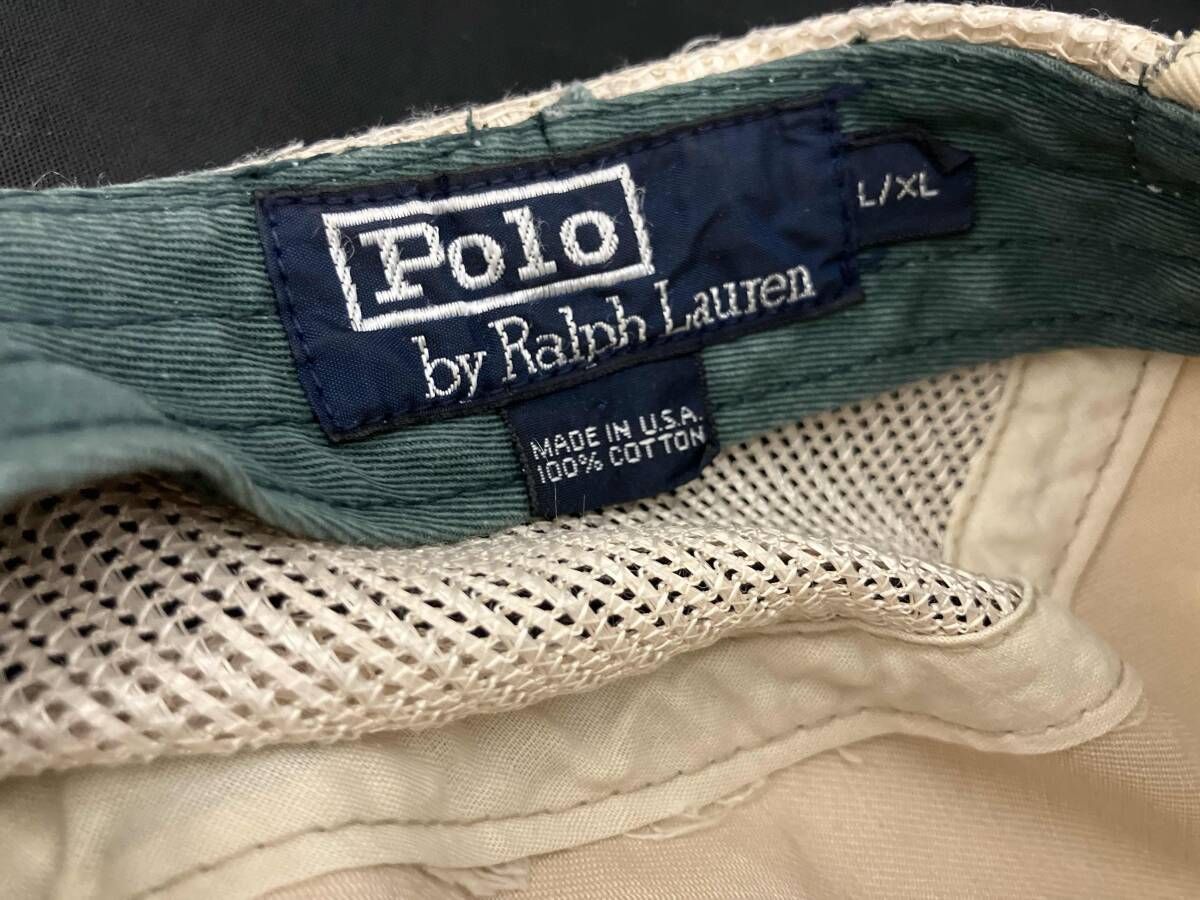 Polo
by Ralph Lauren
L/XL
MADE IN U.S.A.
100% COTTON